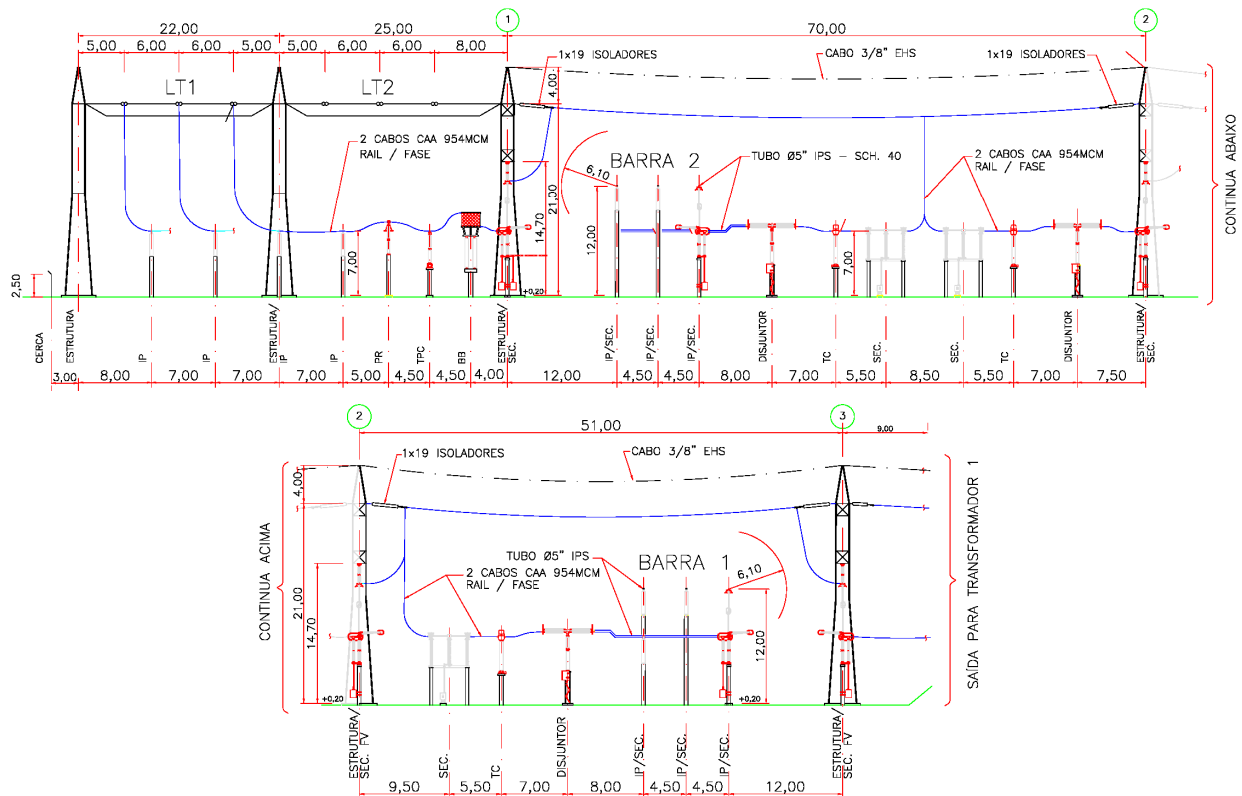 22,00
25,00
1
70,00
2
5,00
6,00
6,00
5,00
5,00
6,00
6,00
8,00
1x19 ISOLADORES
CABO 3/8" EHS
1x19 ISOLADORES
LT1
LT2
4,00
2 CABOS CAA 954MCM
RAIL / FASE
6,10
BARRA 2
TUBO Ø5" IPS – SCH. 40
2 CABOS CAA 954MCM
RAIL / FASE
21,00
14,70
12,00
7,00
7,00
2,50
+0,20
CONTINUA ABAIXO
CERCA
ESTRUTURA
IP
IP
ESTRUTURA/
IP
IP
PR
TPC
BB
ESTRUTURA/
SEC.
IP/SEC.
IP/SEC.
IP/SEC.
DISJUNTOR
TC
SEC.
SEC.
TC
DISJUNTOR
ESTRUTURA/
SEC.
3,00
8,00
7,00
7,00
7,00
5,00
4,50
4,50
4,00
12,00
4,50
4,50
8,00
7,00
5,50
8,50
5,50
7,00
7,50
2
51,00
3
9,00
1x19 ISOLADORES
CABO 3/8" EHS
4,00
CONTINUA ACIMA
21,00
14,70
TUBO Ø5" IPS
2 CABOS CAA 954MCM
RAIL / FASE
BARRA 1
6,10
12,00
+0,20
+0,20
SAÍDA PARA TRANSFORMADOR 1
ESTRUTURA/
SEC. FV
SEC.
TC
DISJUNTOR
IP/SEC.
IP/SEC.
IP/SEC.
ESTRUTURA/
SEC. FV
9,50
5,50
7,00
8,00
4,50
4,50
12,00